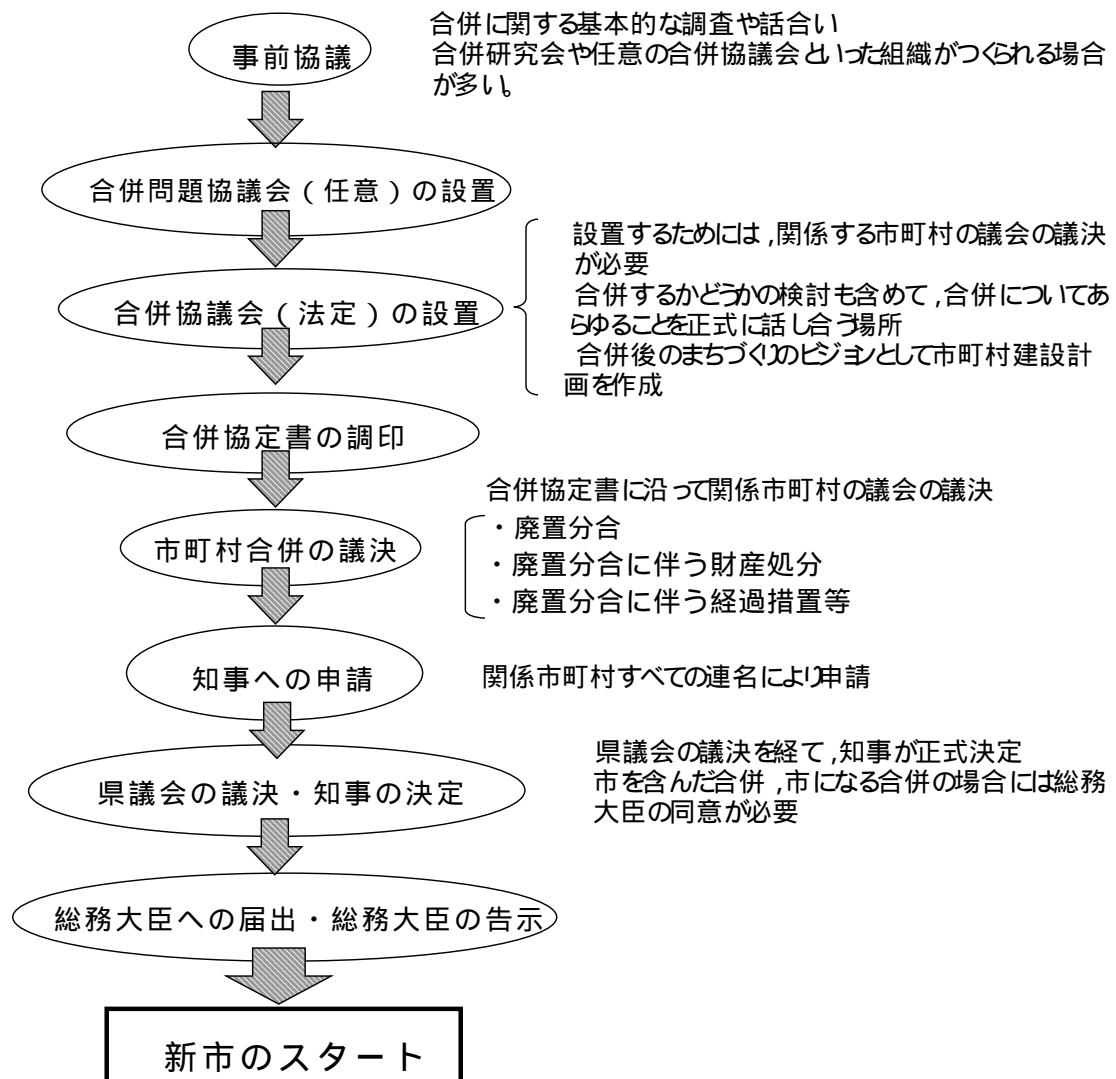 事前協議
合併に関する基本的な調査や話合い
合併研究会や任意の合併協議会といった組織がつくられる場合
が多い。
合併問題協議会（任意）の設置
合併協議会（法定）の設置
設置するためには，関係する市町村の議会の議決
が必要
合併するかどうかの検討も含めて，合併についてあ
らゆることを正式に話し合う場所
合併後のまちづくりのビジョンとして市町村建設計
画を作成
合併協定書の調印
市町村合併の議決
合併協定書に沿って関係市町村の議会の議決
・廃置分合
・廃置分合に伴う財産処分
・廃置分合に伴う経過措置等
知事への申請
関係市町村すべての連名により申請
県議会の議決・知事の決定
県議会の議決を経て，知事が正式決定
市を含んだ合併，市になる合併の場合には総務
大臣の同意が必要
総務大臣への届出・総務大臣の告示
新市のスタート